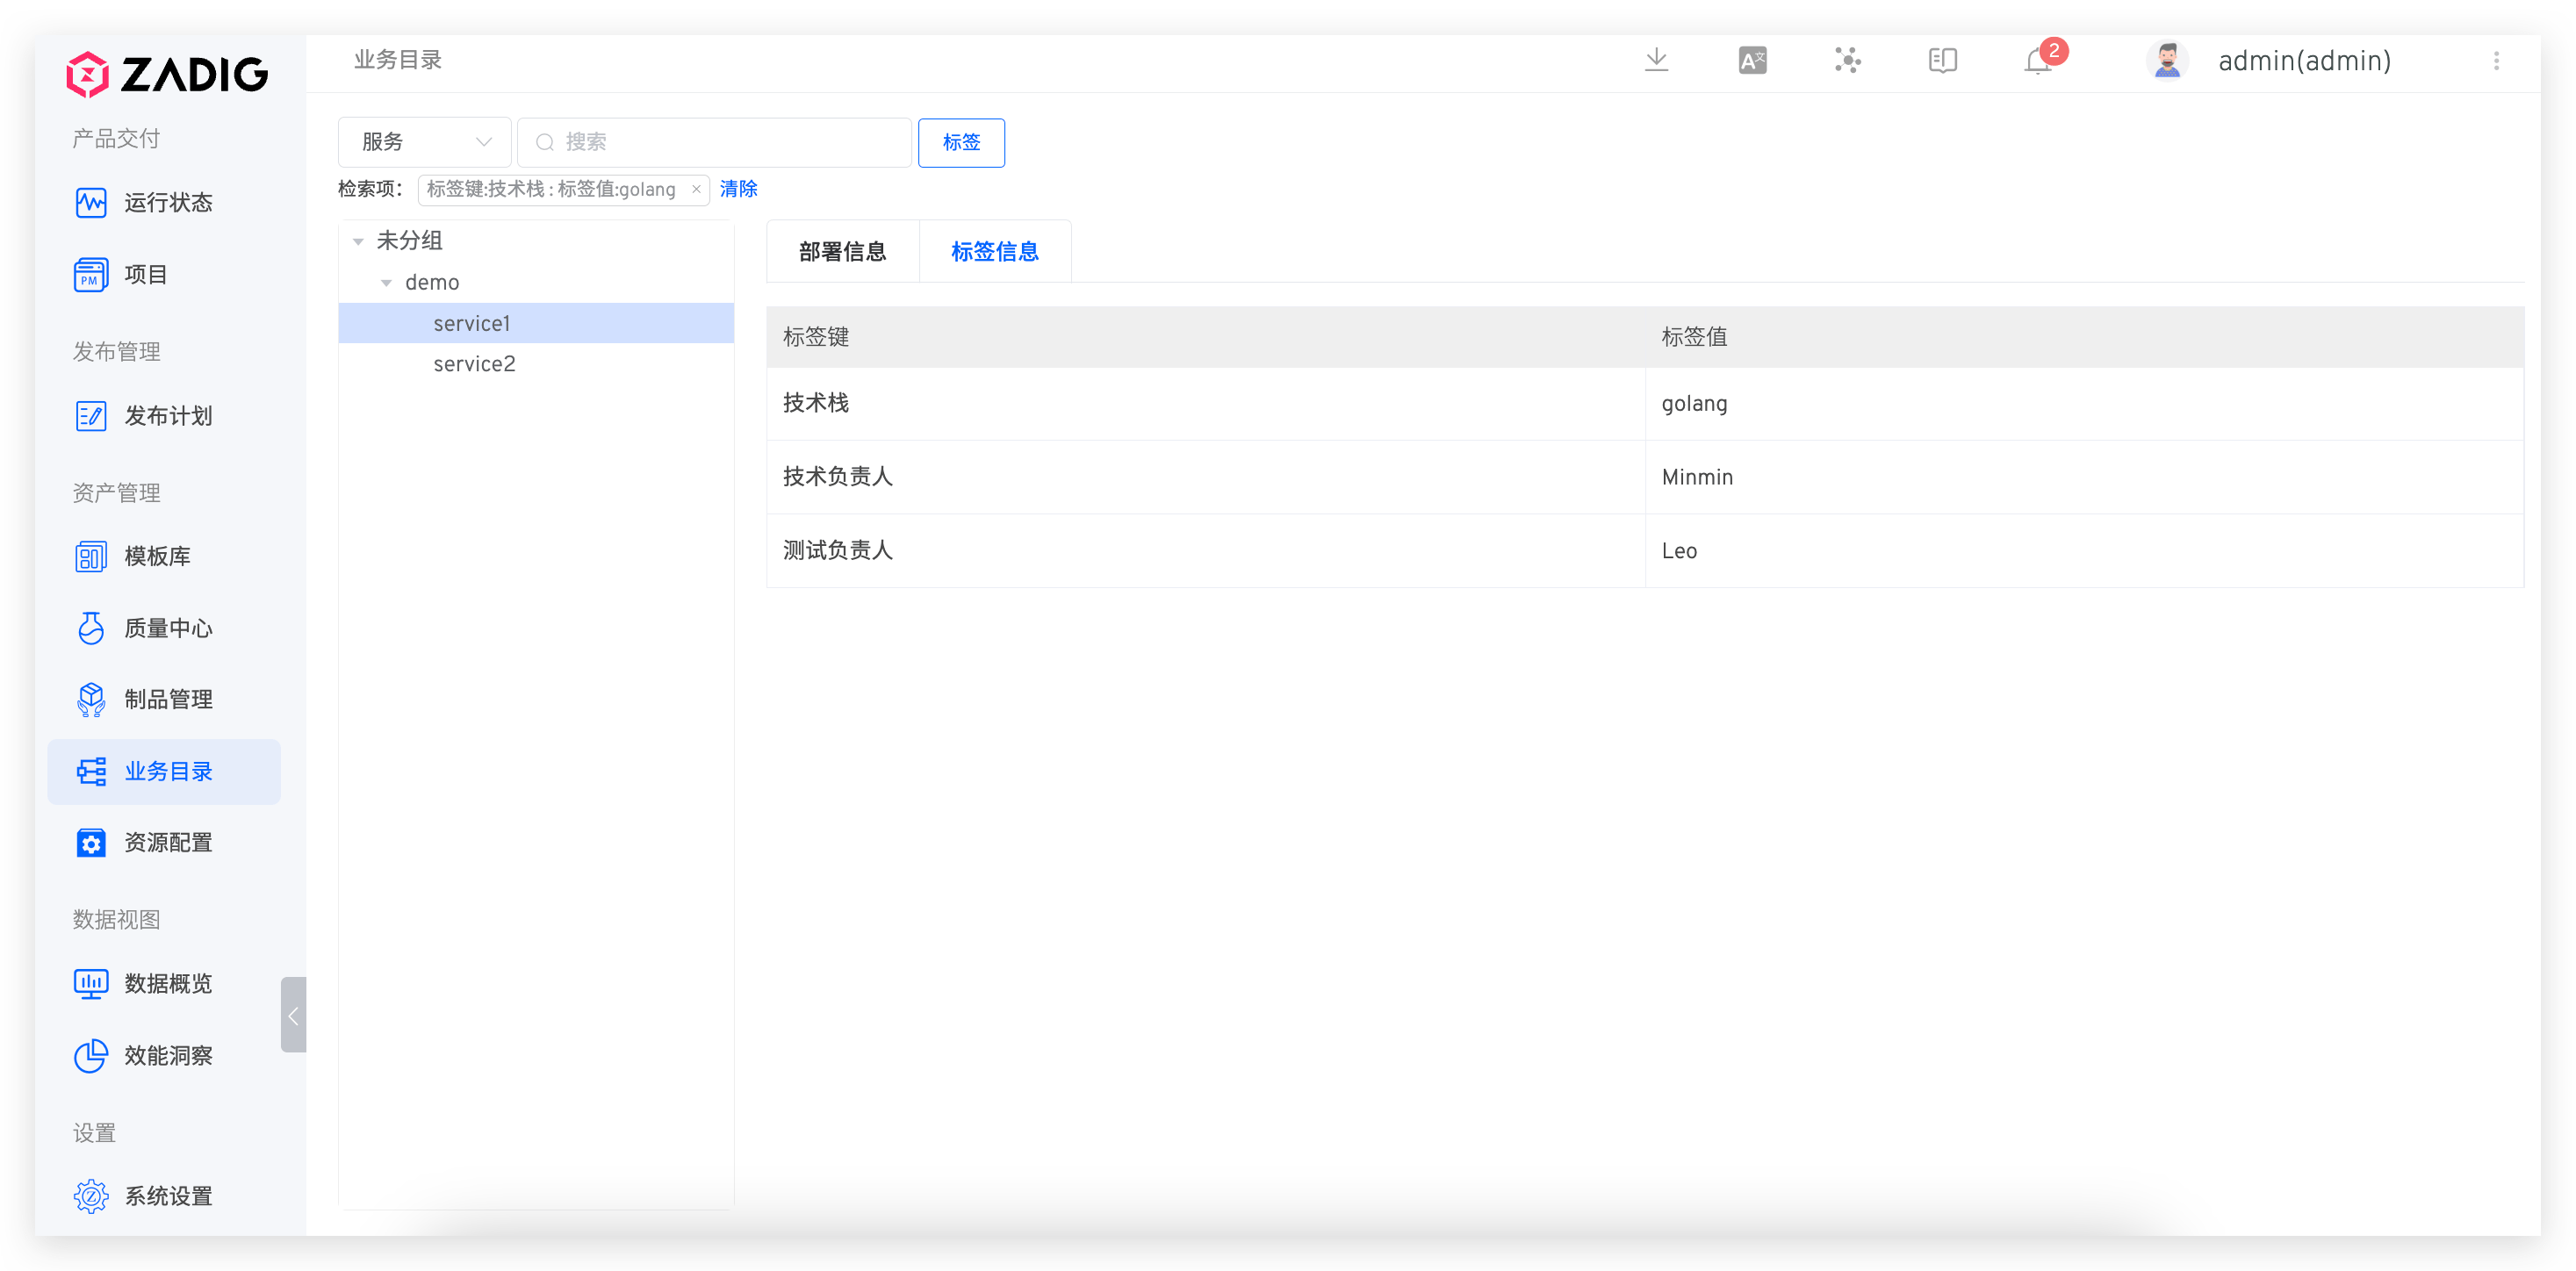 ZADIG
产品交付
运行状态
PM
项目
发布管理
发布计划
资产管理
模板库
质量中心
制品管理
业务目录
资源配置
数据视图
数据概览
效能洞察
设置
Z
系统设置
业务目录
A文
2
admin(admin)
服务
搜索
标签
检索项：
标签键:技术栈 : 标签值:golang ×
清除
未分组
demo
service1
service2
部署信息
标签信息
标签键 标签值
技术栈 golang
技术负责人 Minmin
测试负责人 Leo